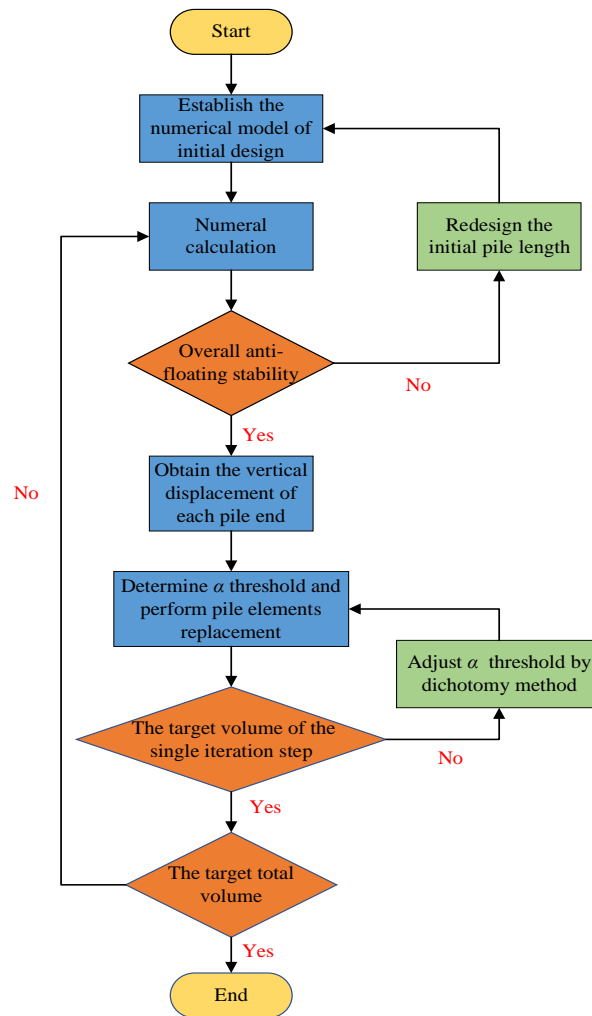 Start
Establish the
numerical model of
initial design
Numeral
calculation
Redesign the
initial pile length
Overall anti-
floating stability
No
Yes
No
Obtain the vertical
displacement of
each pile end
Determine α threshold and
perform pile elements
replacement
Adjust α threshold by
dichotomy method
The target volume of the
single iteration step
No
Yes
The target total
volume
Yes
End